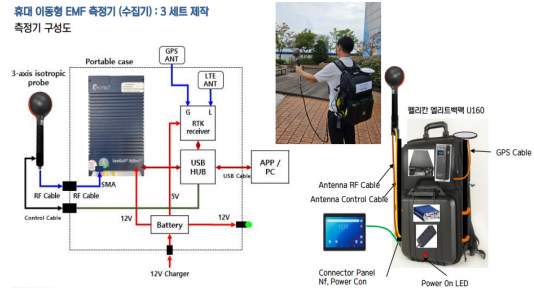 휴대 이동형 EMF 측정기 (수집기) : 3 세트 제작
측정기 구성도
Portable case
GPS
ANT
LTE
ANT
3-axis isotropic
probe
G L
RTK
receiver
USB
HUB
APP /
PC
USB Cable
SMA
RF Cable
RF Cable
Control Cable
5V
12V
12V
Battery
12V Charger
펠리칸 엘리트백팩 U160
GPS Cable
Antenna RF Cable
Antenna Control Cable
Connector Panel
Nf, Power Con
Power On LED